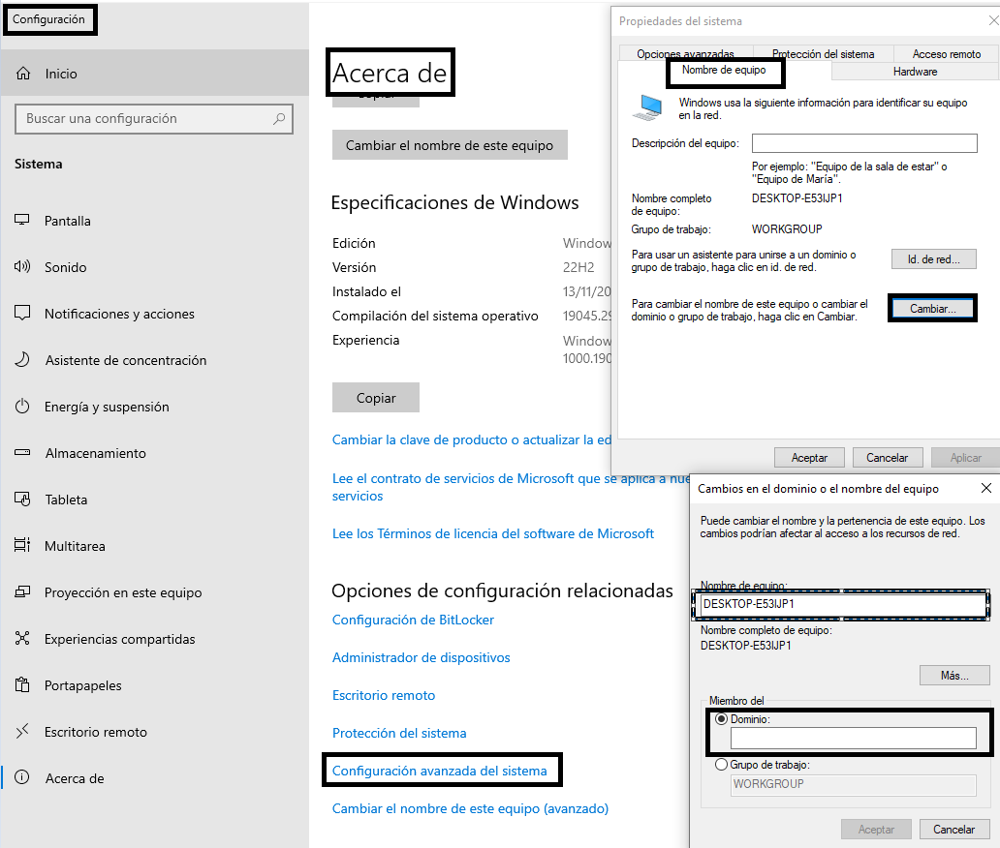 Configuración
Inicio
Buscar una configuración
Sistema
Pantalla
Sonido
Notificaciones y acciones
Asistente de concentración
Energía y suspensión
Almacenamiento
Tableta
Multitarea
Proyección en este equipo
Experiencias compartidas
Portapapeles
Escritorio remoto
Acerca de
Acerca de
Cambiar el nombre de este equipo
Especificaciones de Windows
Edición Window
Versión 22H2
Instalado el 13/11/20
Compilación del sistema operativo 19045.29
Experiencia Window
1000.190
Copiar
Cambiar la clave de producto o actualizar la ed
Lee el contrato de servicios de Microsoft que se aplica a nue
servicios
Lee los Términos de licencia del software de Microsoft
Opciones de configuración relacionadas
Configuración de BitLocker
Administrador de dispositivos
Escritorio remoto
Protección del sistema
Configuración avanzada del sistema
Cambiar el nombre de este equipo (avanzado)
Propiedades del sistema
Opciones avanzadas Protección del sistema Acceso remoto
Nombre de equipo Hardware
Windows usa la siguiente información para identificar su equipo
en la red.
Descripción del equipo:
Por ejemplo: "Equipo de la sala de estar" o
"Equipo de María".
Nombre completo DESKTOP-E53IJP1
de equipo:
Grupo de trabajo: WORKGROUP
Para usar un asistente para unirse a un dominio o
grupo de trabajo, haga clic en id. de red.
Id. de red...
Para cambiar el nombre de este equipo o cambiar el
dominio o grupo de trabajo, haga clic en Cambiar.
Cambiar...
Aceptar Cancelar Aplicar
Cambios en el dominio o el nombre del equipo
Puede cambiar el nombre y la pertenencia de este equipo. Los
cambios podrían afectar al acceso a los recursos de red.
Nombre de equipo:
DESKTOP-E53IJP1
Nombre completo de equipo:
DESKTOP-E53IJP1
Más...
Miembro del
Dominio:
Grupo de trabajo:
WORKGROUP
Aceptar Cancelar